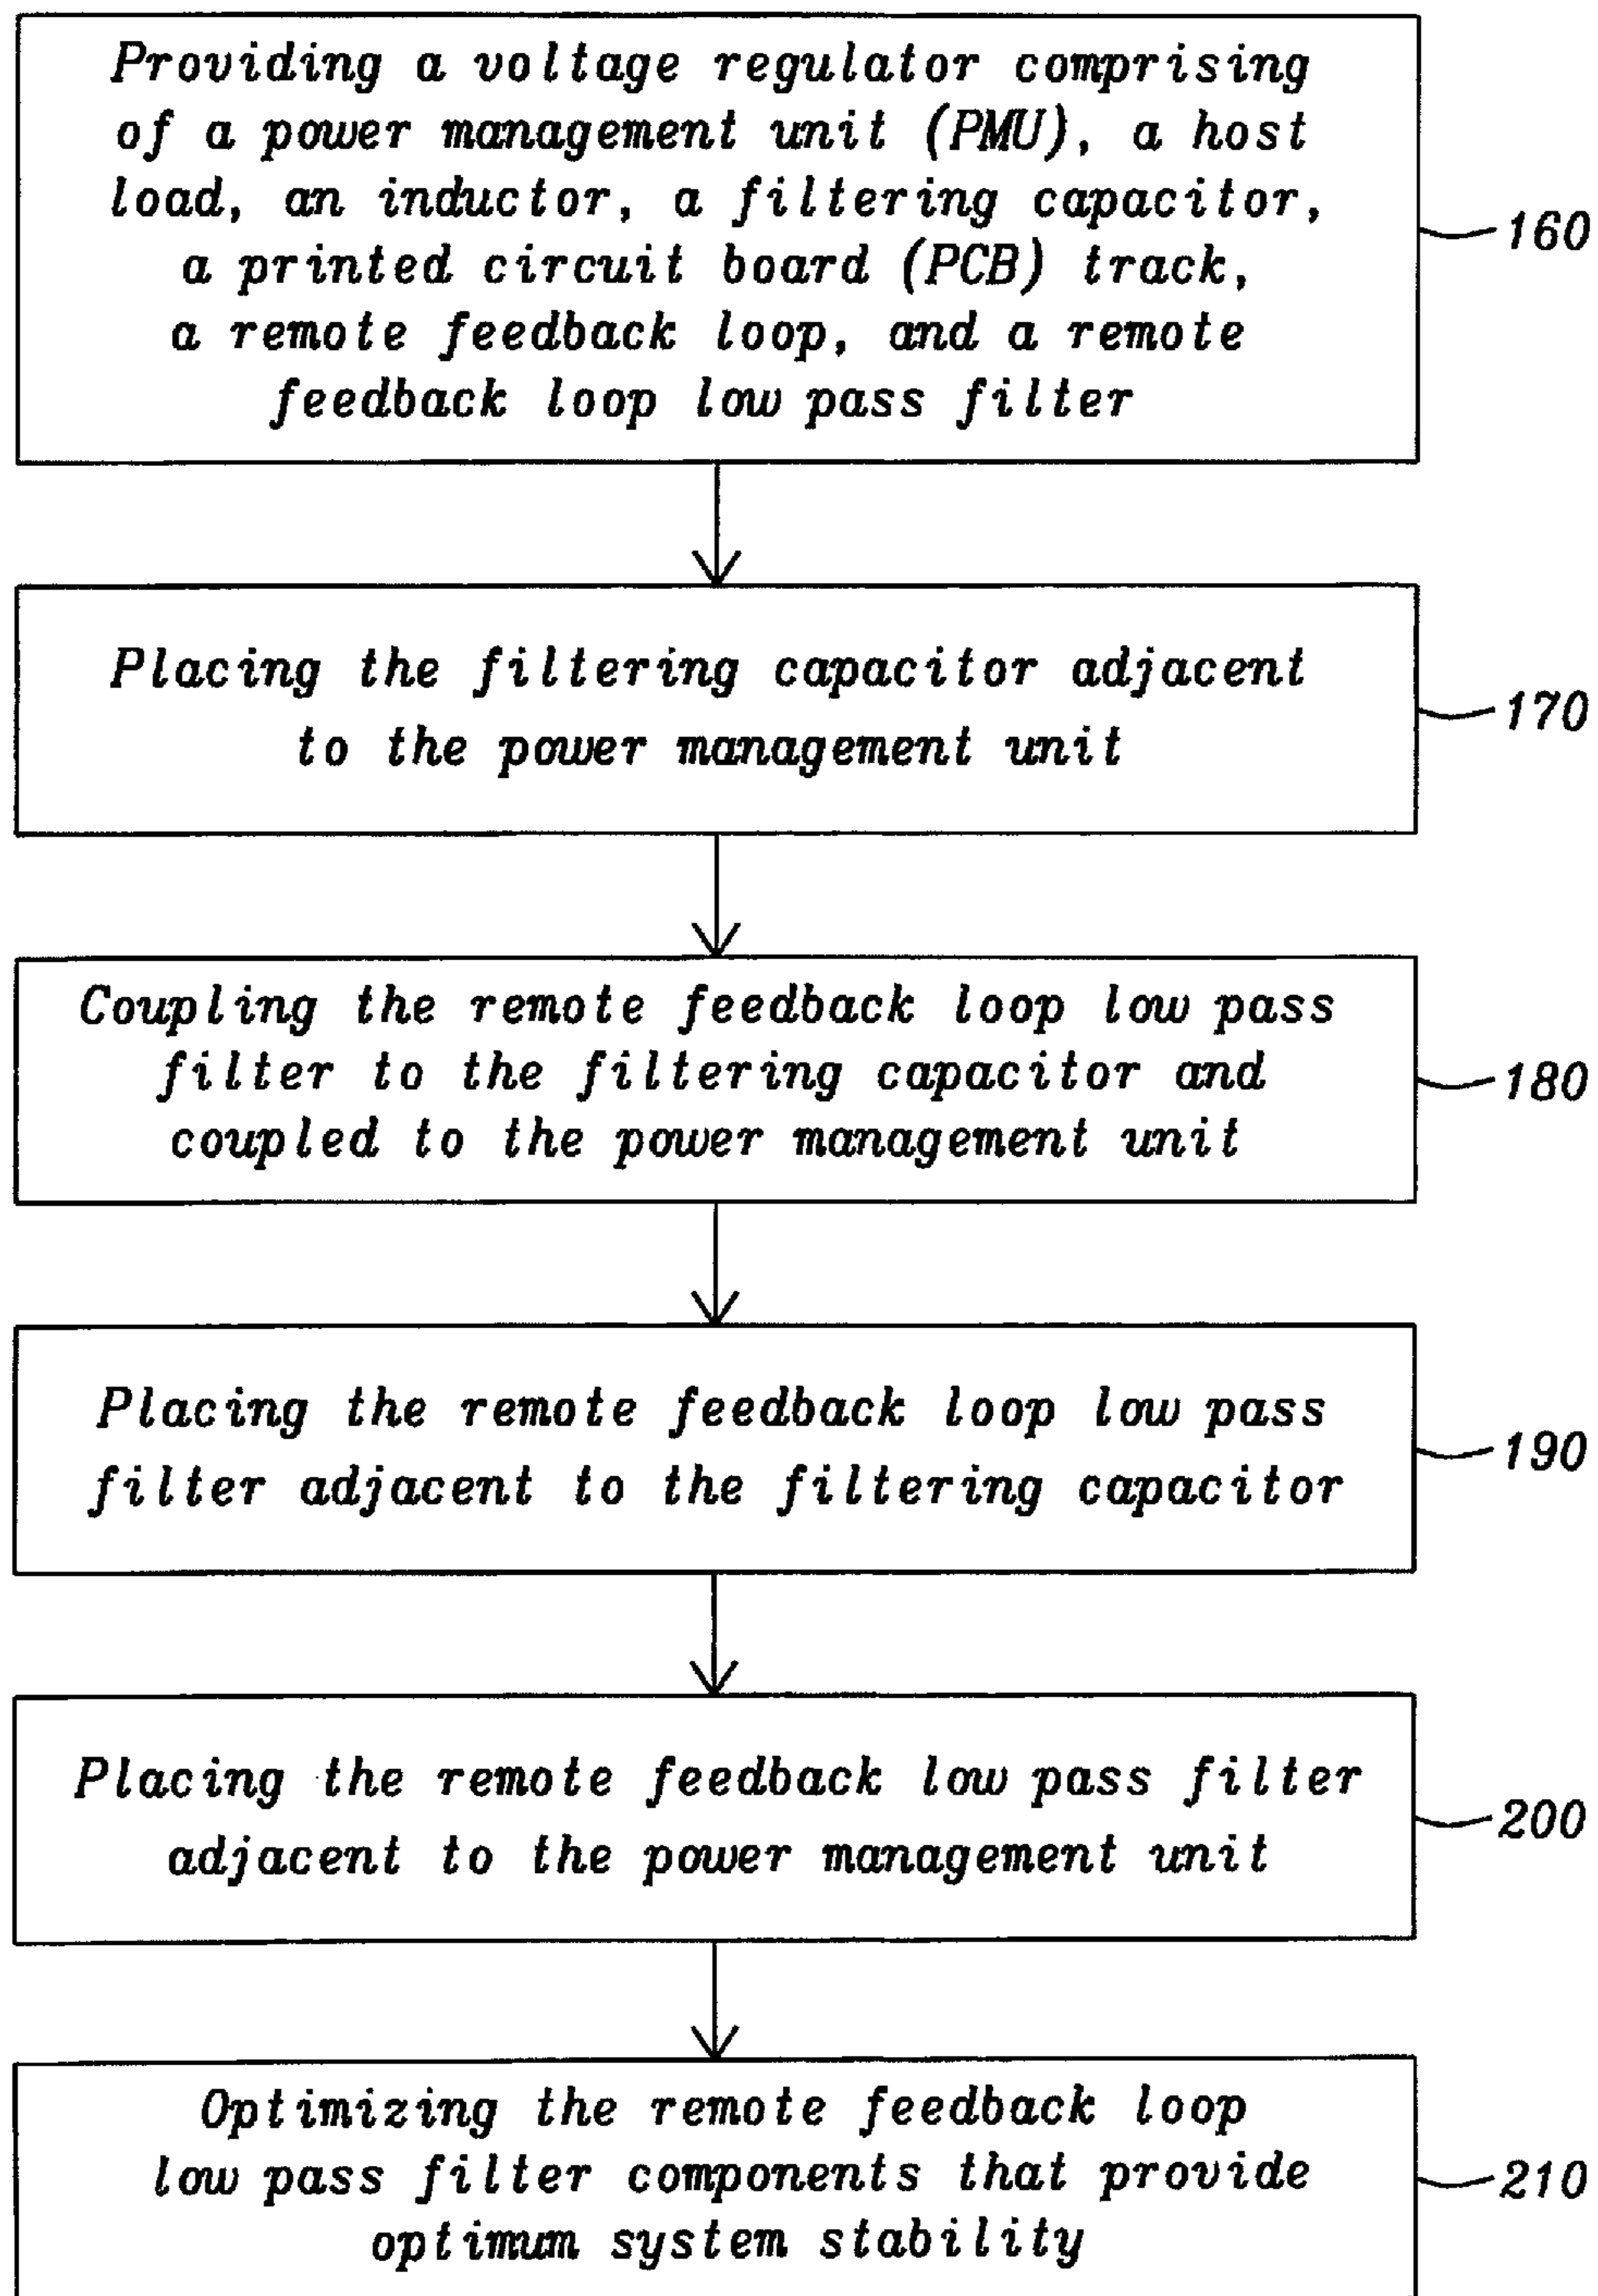 Providing a voltage regulator comprising
of a power management unit (PMU), a host
load, an inductor, a filtering capacitor,
a printed circuit board (PCB) track,
a remote feedback loop, and a remote
feedback loop low pass filter
160
Placing the filtering capacitor adjacent
to the power management unit
170
Coupling the remote feedback loop low pass
filter to the filtering capacitor and
coupled to the power management unit
180
Placing the remote feedback loop low pass
filter adjacent to the filtering capacitor
190
Placing the remote feedback low pass filter
adjacent to the power management unit
200
Optimizing the remote feedback loop
low pass filter components that provide
optimum system stability
210